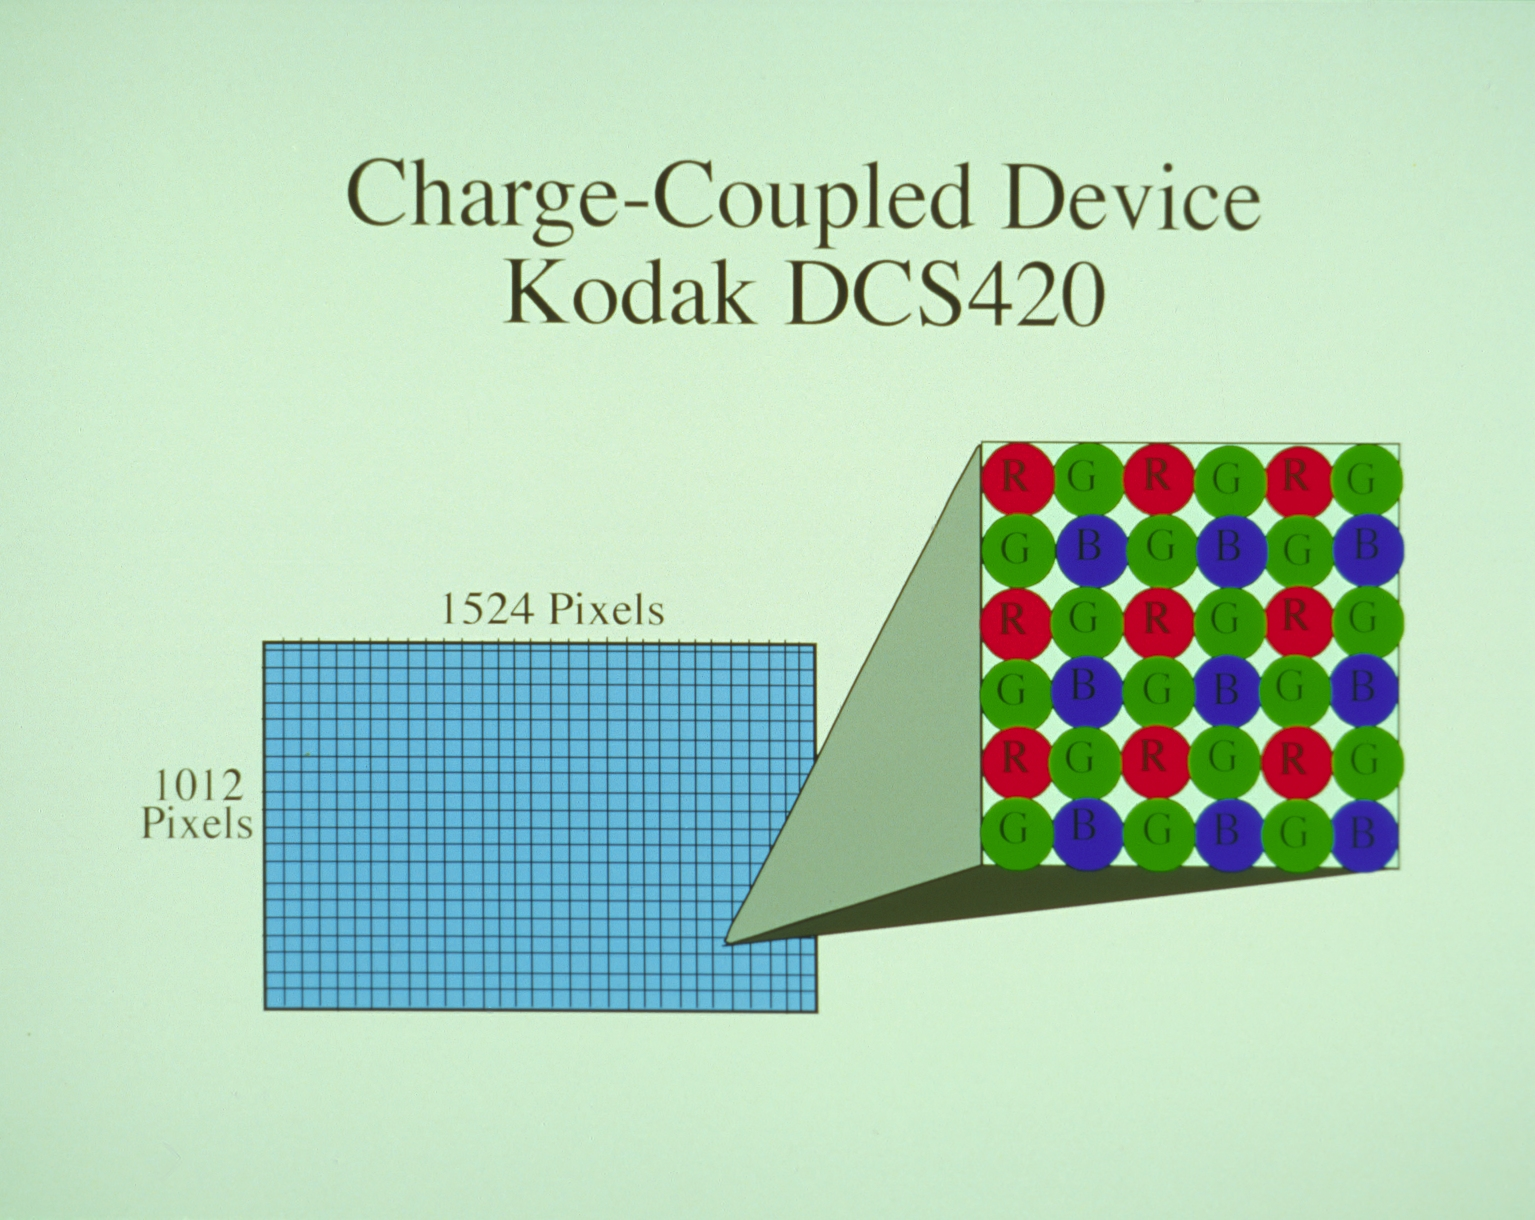 Charge-Coupled Device
Kodak DCS420
1524 Pixels
1012
Pixels
R G R G R G
G B G B G B
R G R G R G
G B G B G B
R G R G R G
G B G B G B